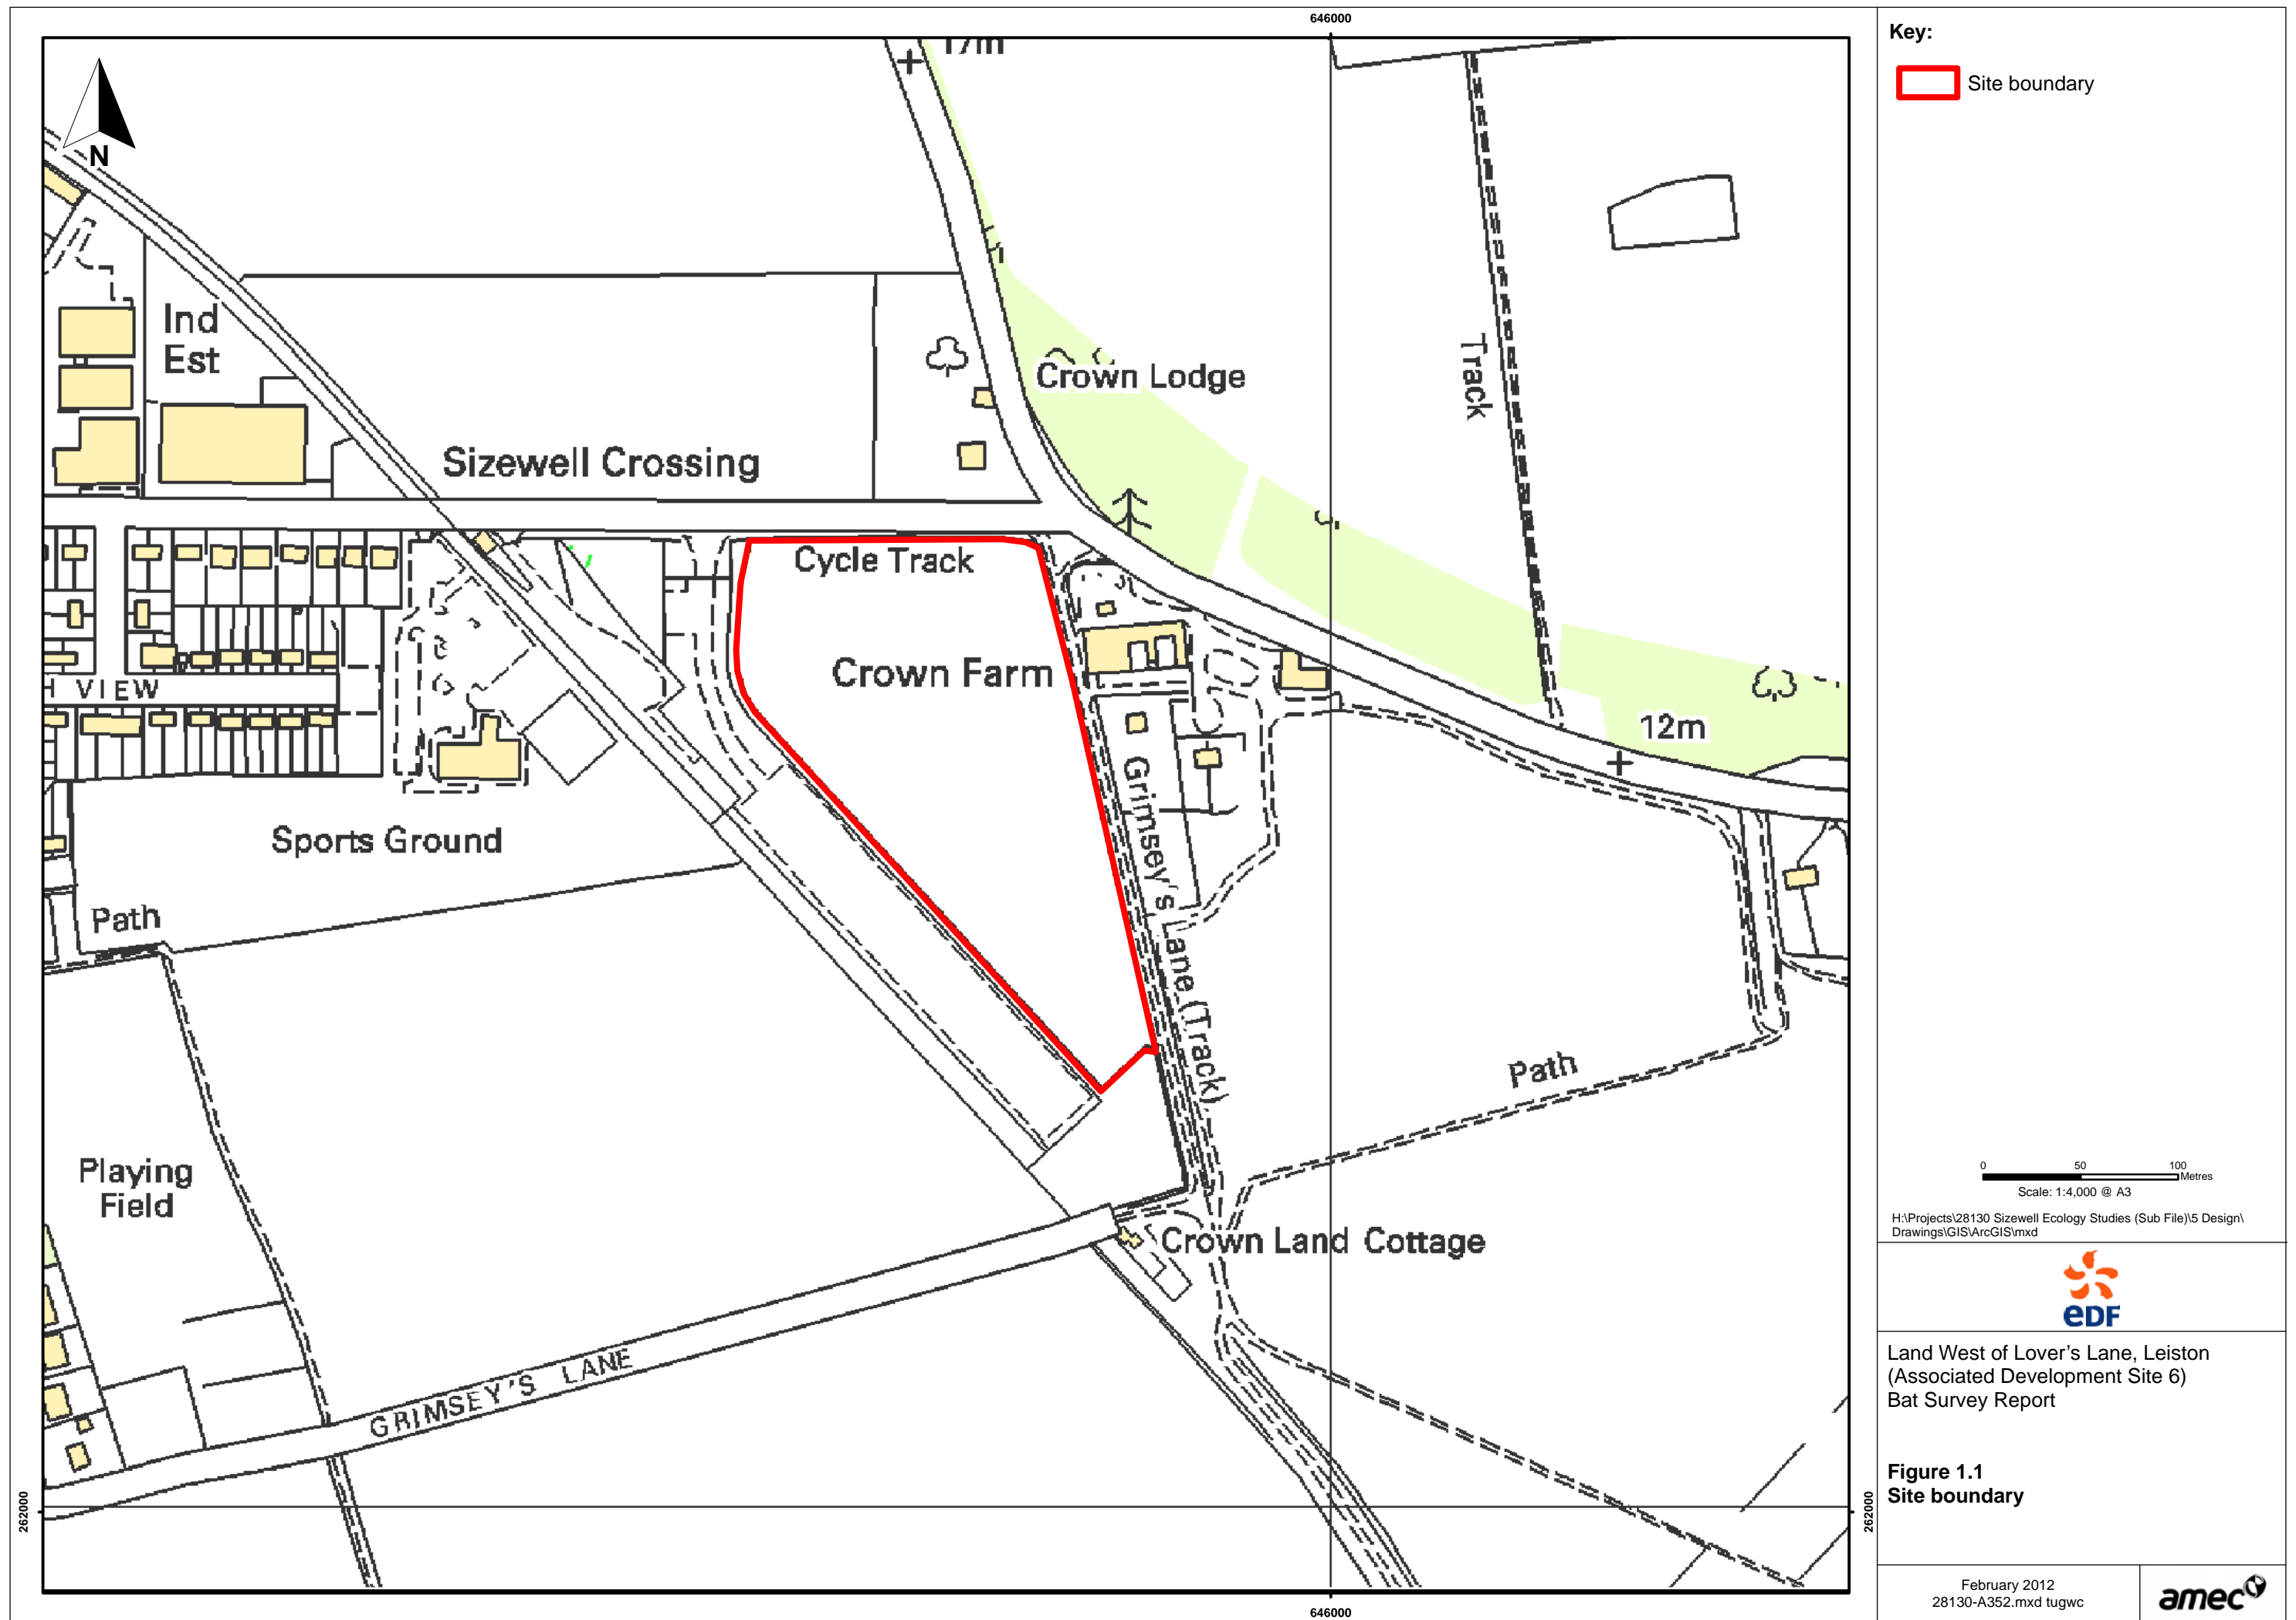 646000
17m
N
Ind
Est
Crown Lodge
Track
Sizewell Crossing
Cycle Track
Crown Farm
VIEW
12m
Grimsey's Lane (Track)
Sports Ground
Path
Path
Playing
Field
Crown Land Cottage
GRIMSEY'S LANE
262000
262000
646000
Key:
Site boundary
0 50 100
Metres
Scale: 1:4,000 @ A3
H:\Projects\28130 Sizewell Ecology Studies (Sub File)\5 Design\
Drawings\GIS\ArcGIS\mxd
eDF
Land West of Lover's Lane, Leiston
(Associated Development Site 6)
Bat Survey Report
Figure 1.1
Site boundary
February 2012
28130-A352.mxd tugwc
amec